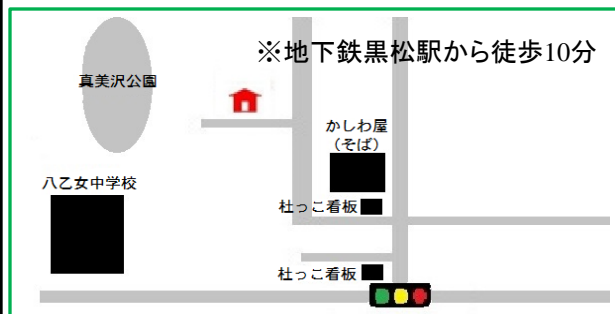 ※地下鉄黒松駅から徒歩10分
真美沢公園
かしわ屋
(そば)
八乙女中学校
杜っこ看板
杜っこ看板